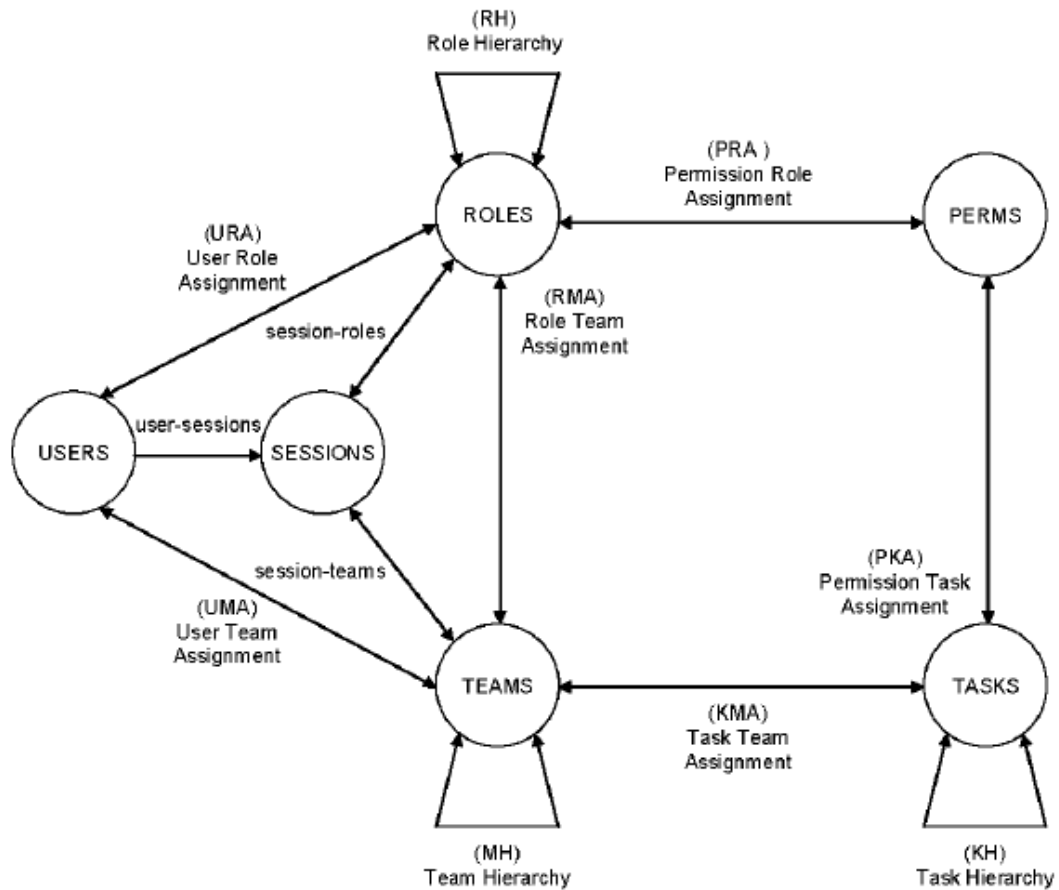 (RH)
Role Hierarchy
(PRA )
Permission Role
Assignment
ROLES
PERMS
(URA)
User Role
Assignment
(RMA)
Role Team
Assignment
session-roles
user-sessions
USERS
SESSIONS
session-teams
(PKA)
Permission Task
Assignment
(UMA)
User Team
Assignment
TEAMS
TASKS
(KMA)
Task Team
Assignment
(MH)
Team Hierarchy
(KH)
Task Hierarchy